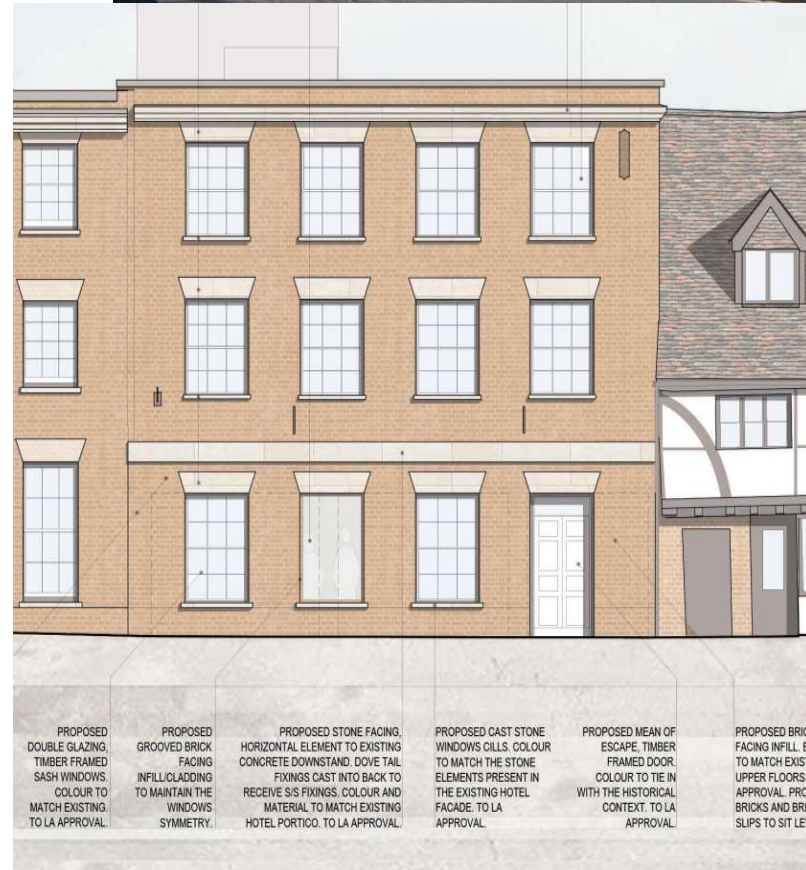 PROPOSED
DOUBLE GLAZING,
TIMBER FRAMED
SASH WINDOWS.
COLOUR TO
MATCH EXISTING.
TO LA APPROVAL.
PROPOSED
GROOVED BRICK
FACING
INFILL/CLADDING
TO MAINTAIN THE
WINDOWS
SYMMETRY.
PROPOSED STONE FACING,
HORIZONTAL ELEMENT TO EXISTING
CONCRETE DOWNSTAND. DOVE TAIL
FIXINGS CAST INTO BACK TO
RECEIVE S/S FIXINGS. COLOUR AND
MATERIAL TO MATCH EXISTING
HOTEL PORTICO. TO LA APPROVAL.
PROPOSED CAST STONE
WINDOWS CILLS. COLOUR
TO MATCH THE STONE
ELEMENTS PRESENT IN
THE EXISTING HOTEL
FACADE. TO LA
APPROVAL.
PROPOSED MEAN OF
ESCAPE, TIMBER
FRAMED DOOR.
COLOUR TO TIE IN
WITH THE HISTORICAL
CONTEXT. TO LA
APPROVAL.
PROPOSED
FACING INFILL.
TO MATCH
UPPER FLOORS.
APPROVAL.
BRICKS AND
SLIPS TO SIT